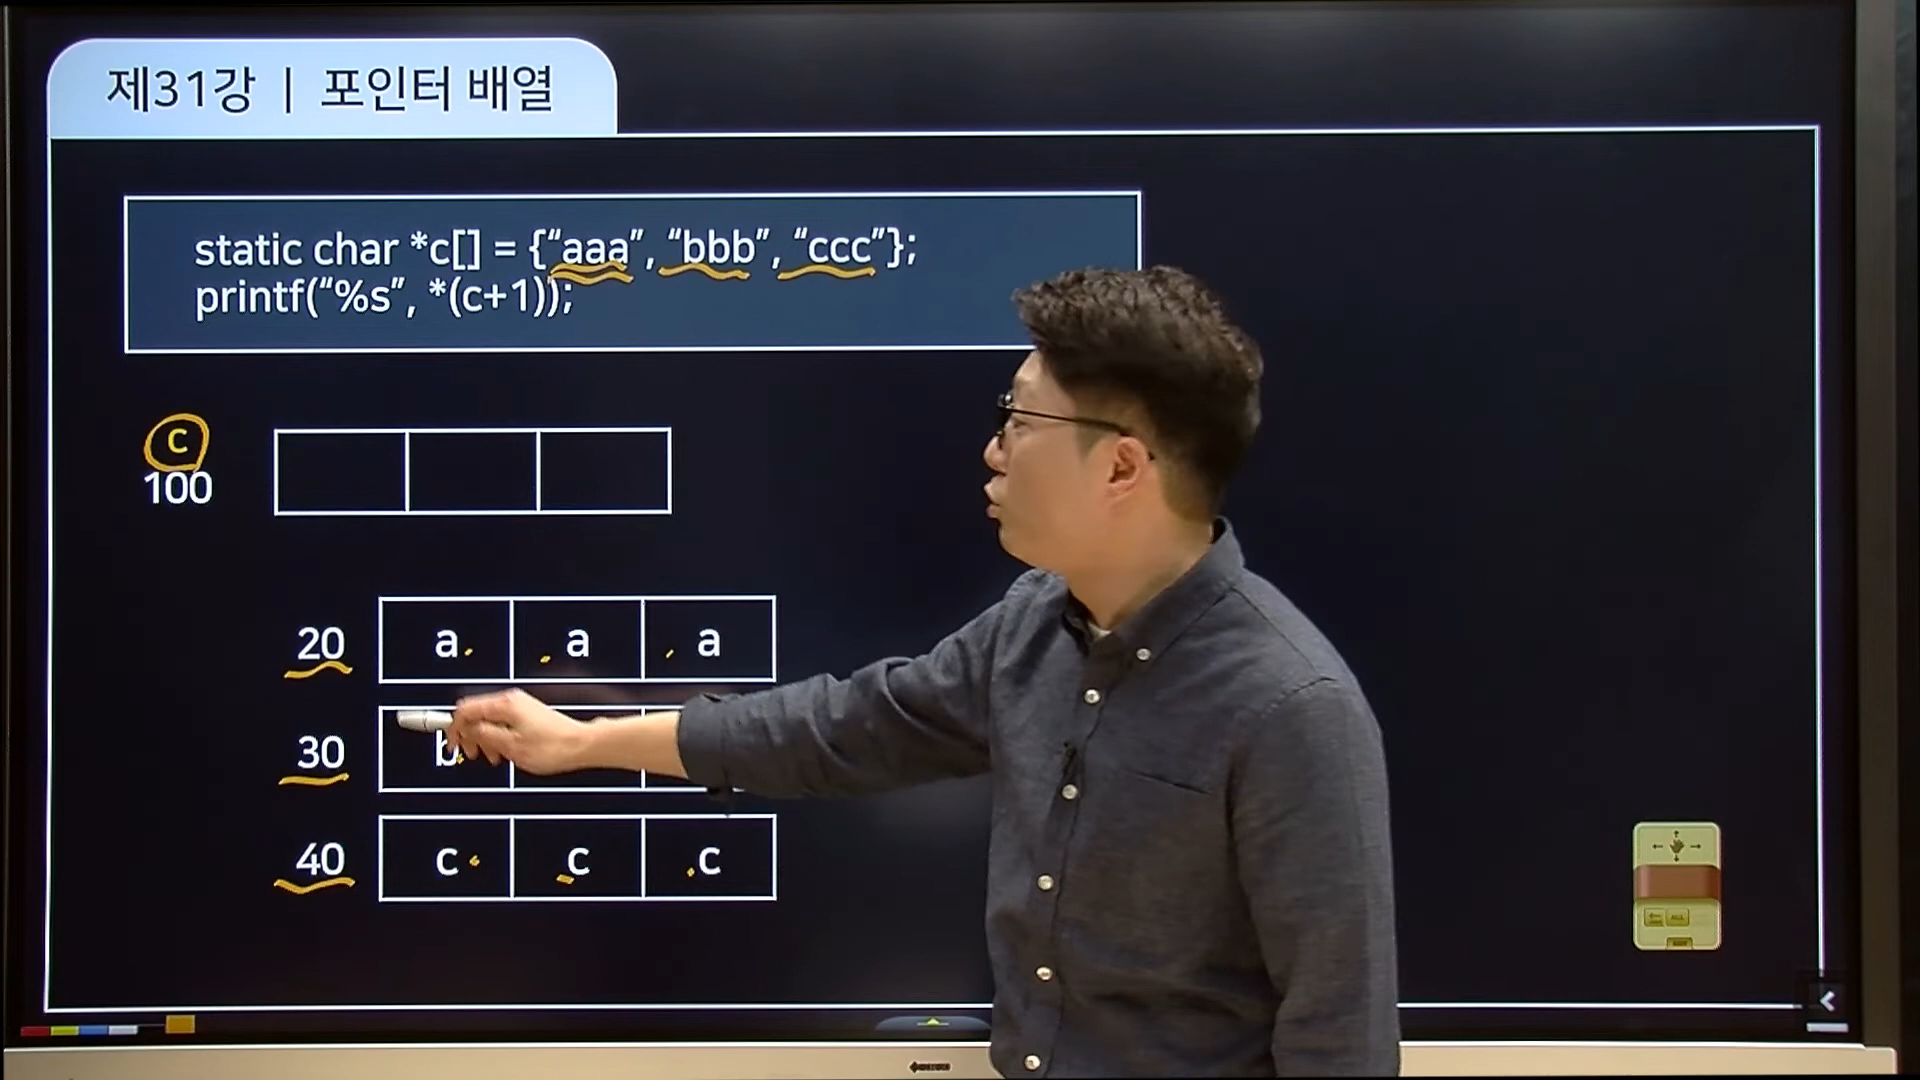 제31강 | 포인터 배열
static char *c[] = {“aaa”, “bbb”, “ccc”};
printf(“%s”, *(c+1));
c
100
20 a a a
30 b
40 c c c